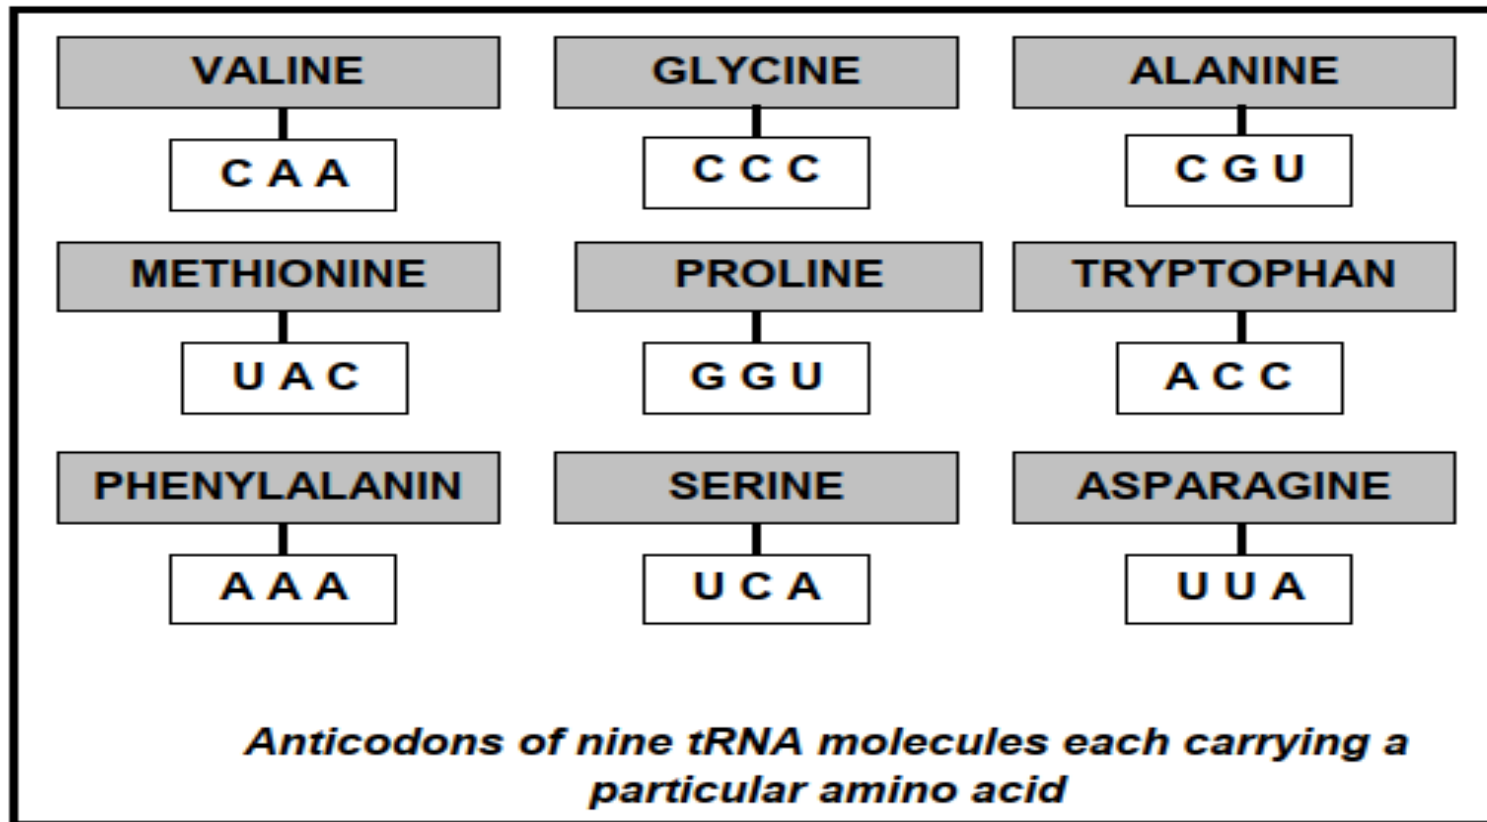 VALINE GLYCINE ALANINE
C A A C C C C G U
METHIONINE PROLINE TRYPTOPHAN
U A C G G U A C C
PHENYLALANIN SERINE ASPARAGINE
A A A U C A U U A
Anticodons of nine tRNA molecules each carrying a
particular amino acid